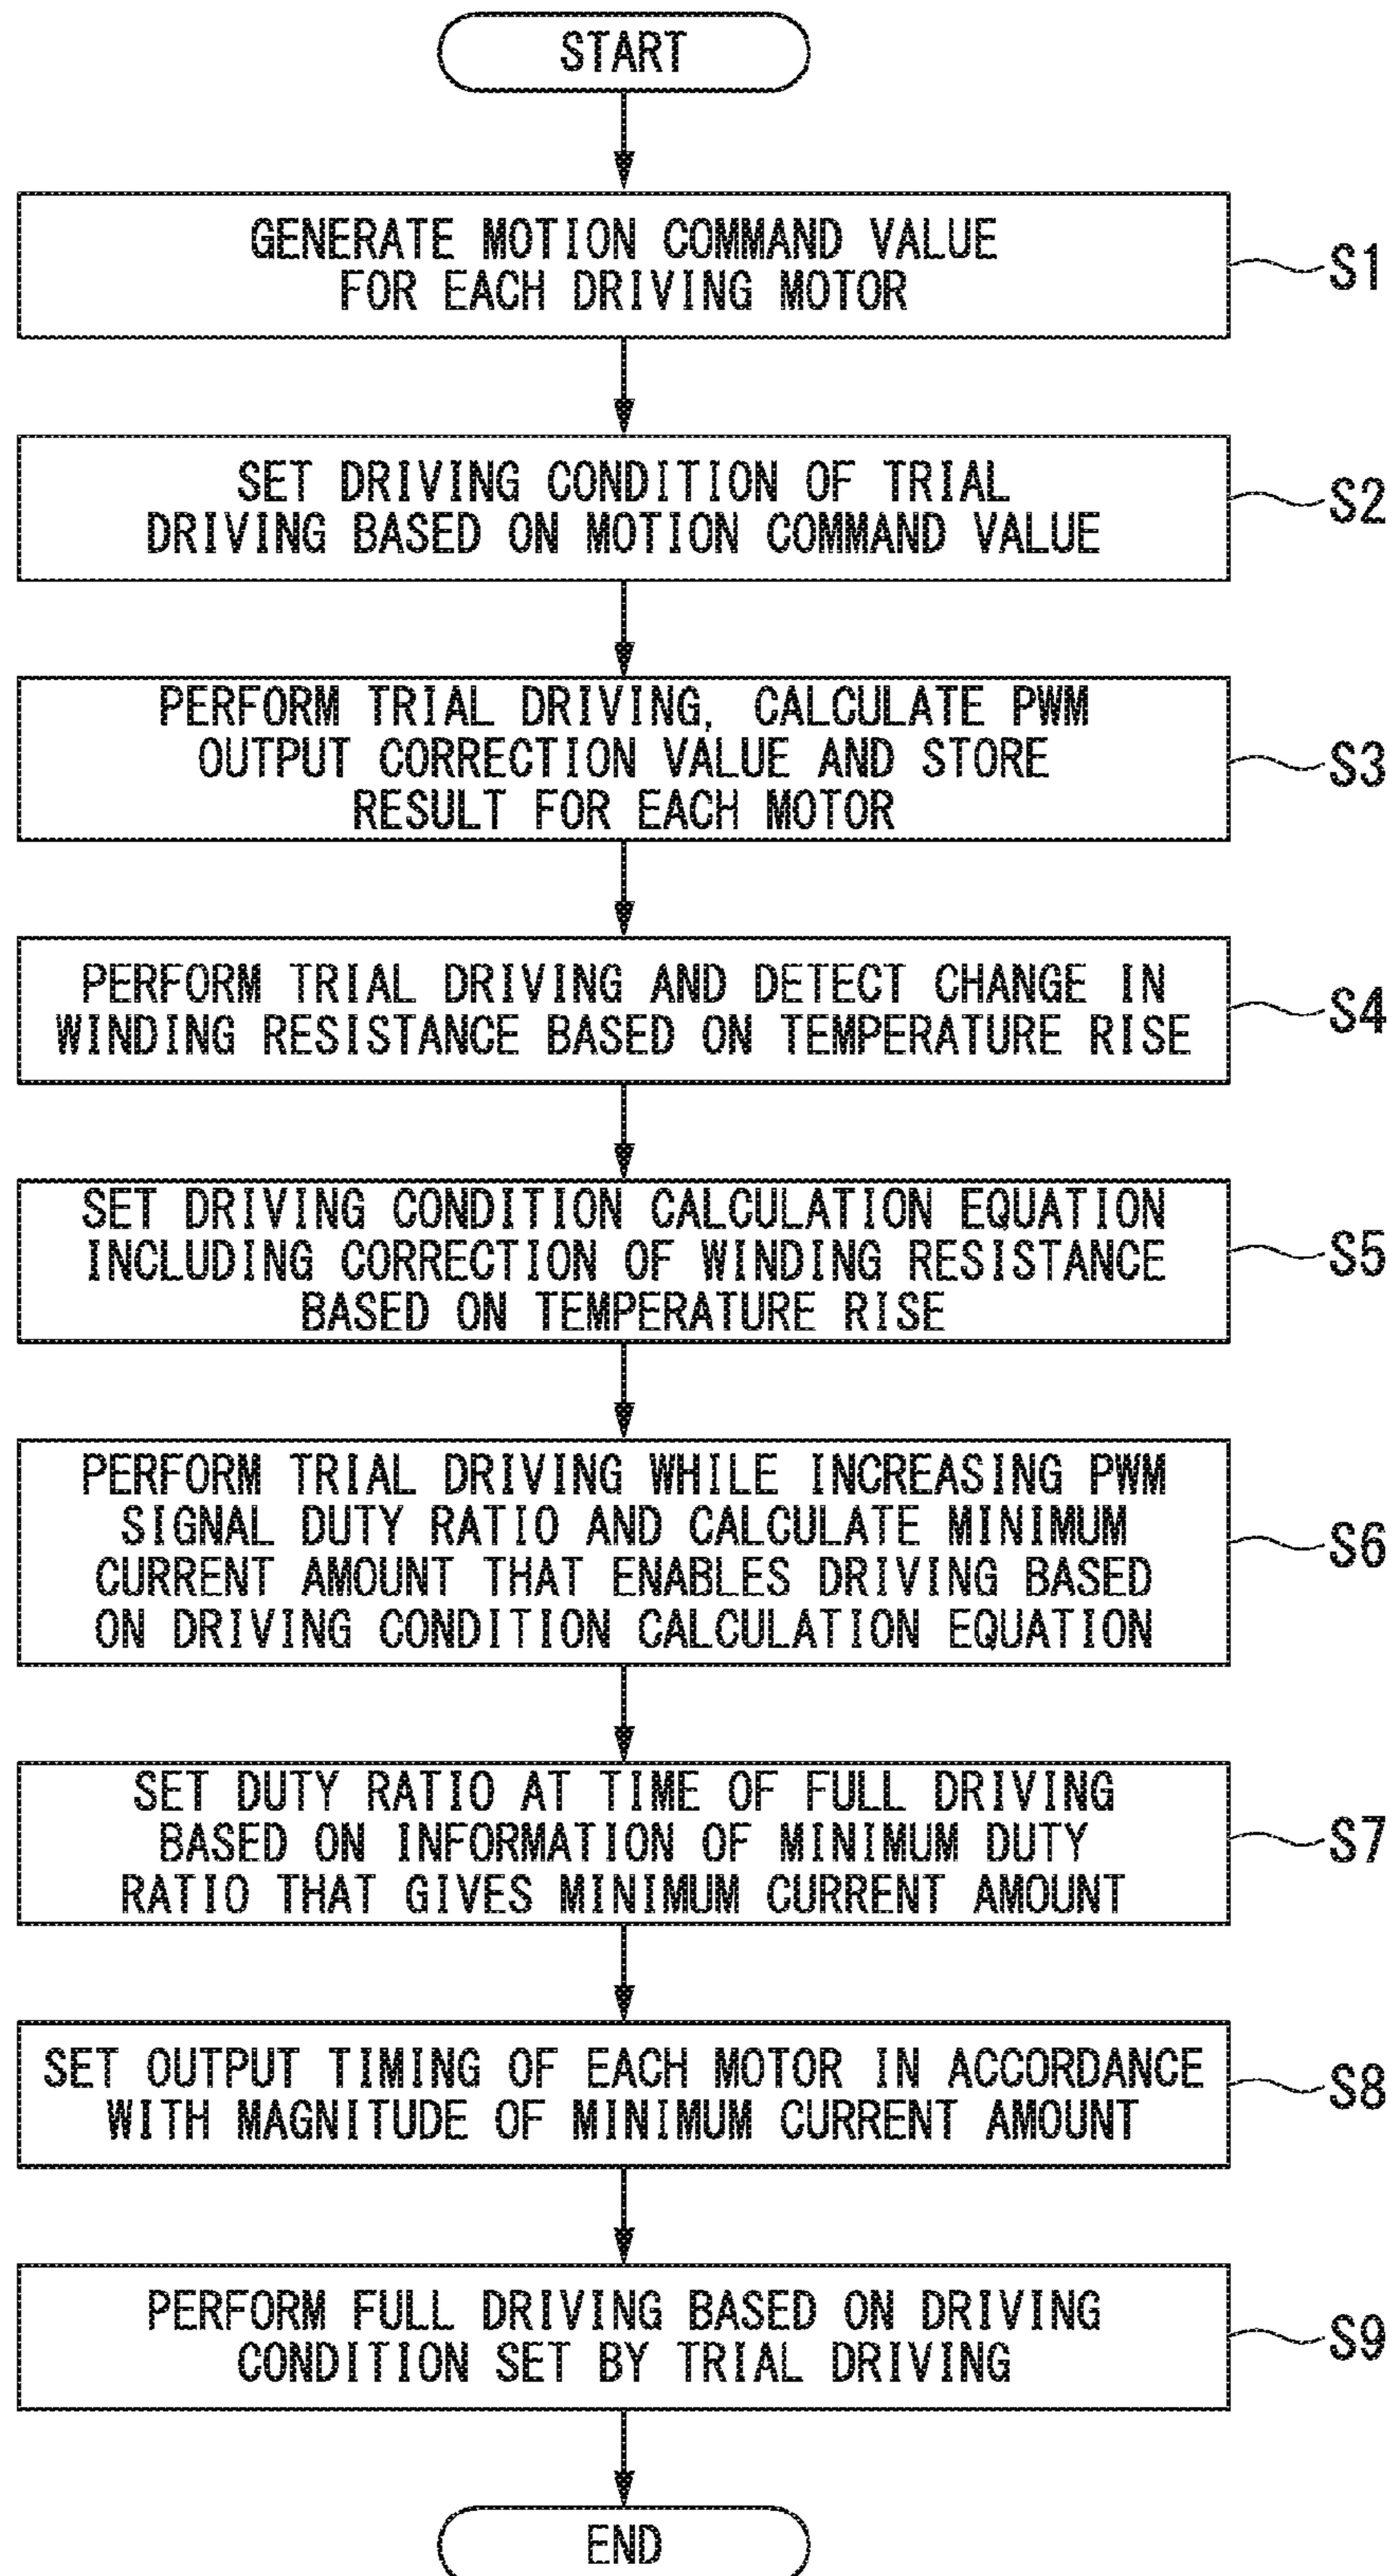 START
GENERATE MOTION COMMAND VALUE
FOR EACH DRIVING MOTOR
S1
SET DRIVING CONDITION OF TRIAL
DRIVING BASED ON MOTION COMMAND VALUE
S2
PERFORM TRIAL DRIVING, CALCULATE PWM
OUTPUT CORRECTION VALUE AND STORE
RESULT FOR EACH MOTOR
S3
PERFORM TRIAL DRIVING AND DETECT CHANGE IN
WINDING RESISTANCE BASED ON TEMPERATURE RISE
S4
SET DRIVING CONDITION CALCULATION EQUATION
INCLUDING CORRECTION OF WINDING RESISTANCE
BASED ON TEMPERATURE RISE
S5
PERFORM TRIAL DRIVING WHILE INCREASING PWM
SIGNAL DUTY RATIO AND CALCULATE MINIMUM
CURRENT AMOUNT THAT ENABLES DRIVING BASED
ON DRIVING CONDITION CALCULATION EQUATION
S6
SET DUTY RATIO AT TIME OF FULL DRIVING
BASED ON INFORMATION OF MINIMUM DUTY
RATIO THAT GIVES MINIMUM CURRENT AMOUNT
S7
SET OUTPUT TIMING OF EACH MOTOR IN ACCORDANCE
WITH MAGNITUDE OF MINIMUM CURRENT AMOUNT
S8
PERFORM FULL DRIVING BASED ON DRIVING
CONDITION SET BY TRIAL DRIVING
S9
END